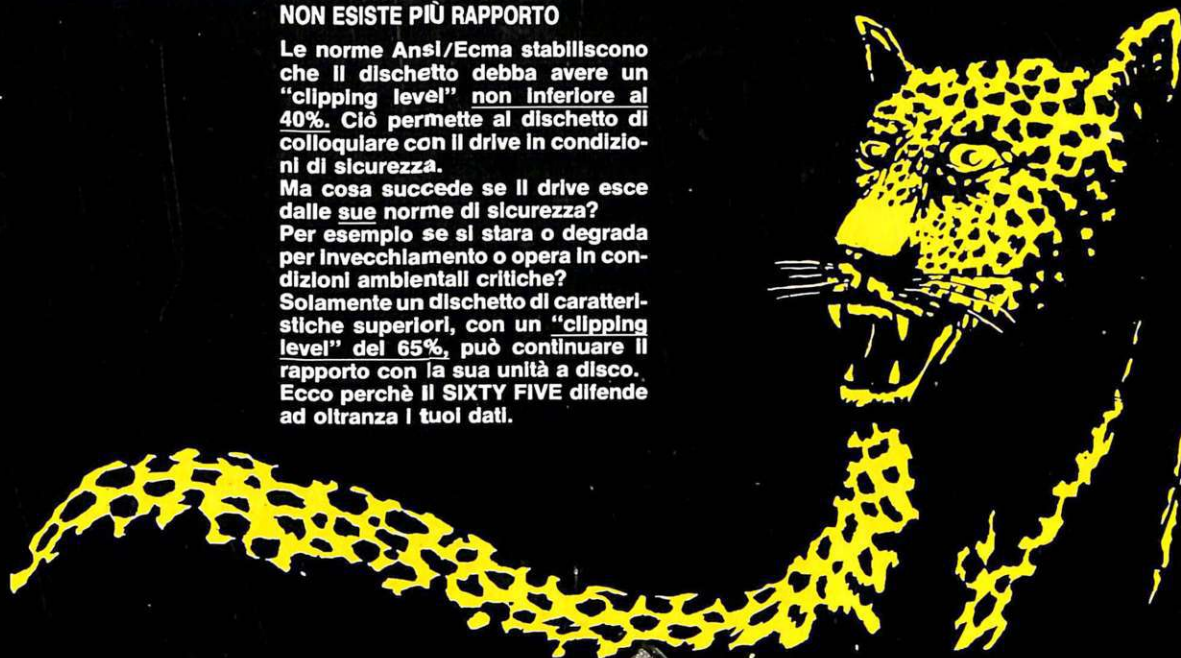 NON ESISTE PIÙ RAPPORTO
Le norme Ansi/Ecma stabiliscono
che il dischetto debba avere un
“clipping level” non inferiore al
40%. Ciò permette al dischetto di
colloquiare con il drive in condizio-
ni di sicurezza.
Ma cosa succede se il drive esce
dalle sue norme di sicurezza?
Per esempio se si stara o degrada
per invecchiamento o opera in con-
dizioni ambientali critiche?
Solamente un dischetto di caratteri-
stiche superiori, con un “clipping
level” del 65%, può continuare il
rapporto con la sua unità a disco.
Ecco perchè il SIXTY FIVE difende
ad oltranza i tuoi dati.